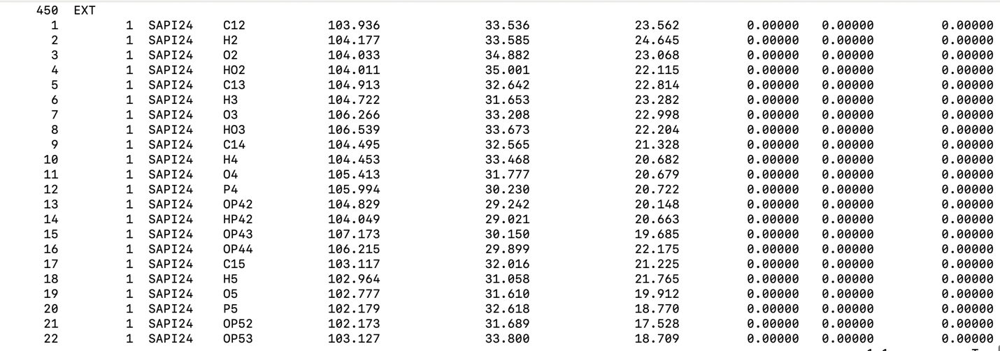 450 EXT
1 1 SAPI24 C12 103.936 33.536 23.562 0.00000 0.00000 0.00000
2 1 SAPI24 H2 104.177 33.585 24.645 0.00000 0.00000 0.00000
3 1 SAPI24 O2 104.033 34.882 23.068 0.00000 0.00000 0.00000
4 1 SAPI24 HO2 104.011 35.001 22.115 0.00000 0.00000 0.00000
5 1 SAPI24 C13 104.913 32.642 22.814 0.00000 0.00000 0.00000
6 1 SAPI24 H3 104.722 31.653 23.282 0.00000 0.00000 0.00000
7 1 SAPI24 O3 106.266 33.208 22.998 0.00000 0.00000 0.00000
8 1 SAPI24 HO3 106.539 33.673 22.204 0.00000 0.00000 0.00000
9 1 SAPI24 C14 104.495 32.565 21.328 0.00000 0.00000 0.00000
10 1 SAPI24 H4 104.453 33.468 20.682 0.00000 0.00000 0.00000
11 1 SAPI24 O4 105.413 31.777 20.679 0.00000 0.00000 0.00000
12 1 SAPI24 P4 105.994 30.230 20.722 0.00000 0.00000 0.00000
13 1 SAPI24 OP42 104.829 29.242 20.148 0.00000 0.00000 0.00000
14 1 SAPI24 HP42 104.049 29.021 20.663 0.00000 0.00000 0.00000
15 1 SAPI24 OP43 107.173 30.150 19.685 0.00000 0.00000 0.00000
16 1 SAPI24 OP44 106.215 29.899 22.175 0.00000 0.00000 0.00000
17 1 SAPI24 C15 103.117 32.016 21.225 0.00000 0.00000 0.00000
18 1 SAPI24 H5 102.964 31.058 21.765 0.00000 0.00000 0.00000
19 1 SAPI24 O5 102.777 31.610 19.912 0.00000 0.00000 0.00000
20 1 SAPI24 P5 102.179 32.618 18.770 0.00000 0.00000 0.00000
21 1 SAPI24 OP52 102.173 31.689 17.528 0.00000 0.00000 0.00000
22 1 SAPI24 OP53 103.127 33.800 18.709 0.00000 0.00000 0.00000